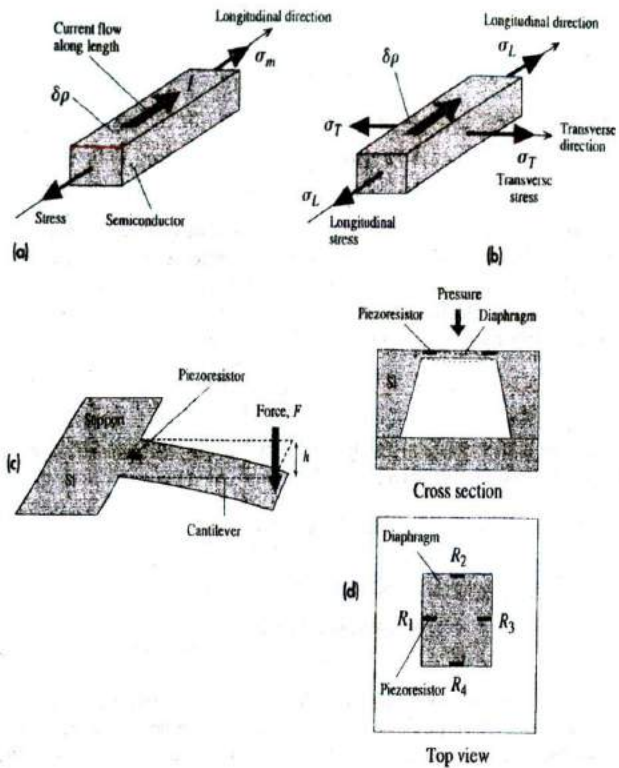 Longitudinal direction
Current flow
along length
σm
δρ
I
Stress
Semiconductor
(a)
Longitudinal direction
σL
δρ
σT
Transverse
direction
σT
Transverse
stress
σL
Longitudinal
stress
(b)
Piezoresistor
Support
Force, F
h
(c)
Si
Cantilever
Pressure
Piezoresistor
Diaphragm
Si
Cross section
Diaphragm
R2
(d)
R1
R3
Piezoresistor
R4
Top view